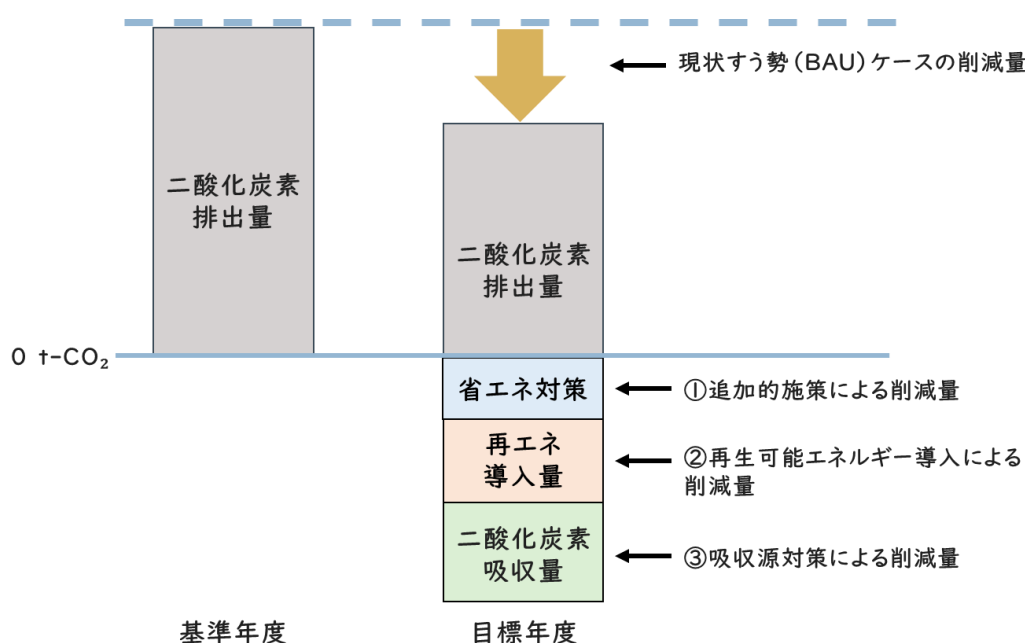 現状すう勢(BAU)ケースの削減量
二酸化炭素
排出量
二酸化炭素
排出量
0 t-CO₂
省エネ対策
①追加的施策による削減量
再エネ
導入量
②再生可能エネルギー導入による
削減量
二酸化炭素
吸収量
③吸収源対策による削減量
基準年度
目標年度